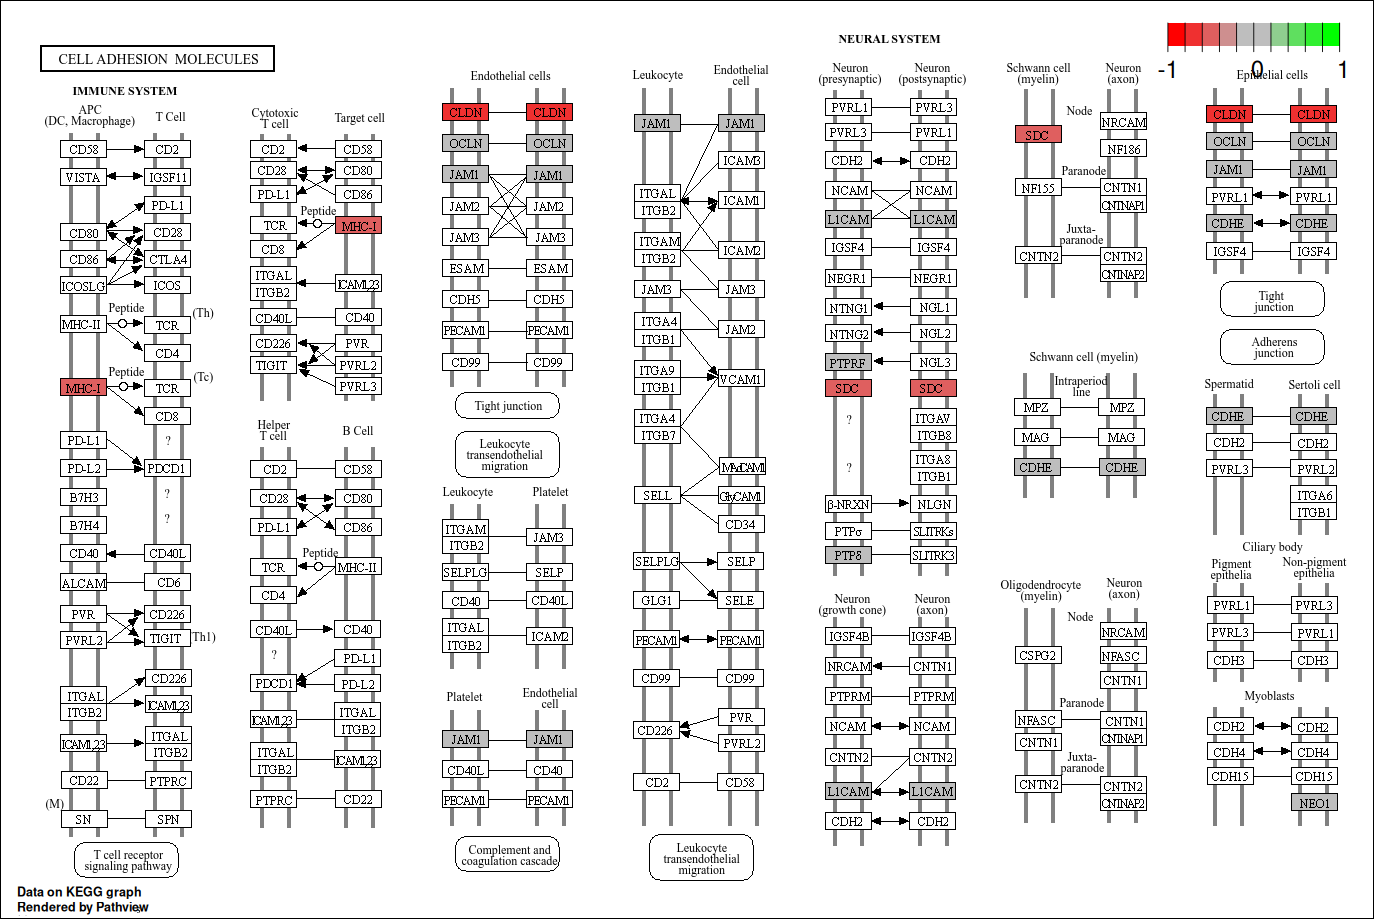 CELL ADHESION MOLECULES
-1 0 1
IMMUNE SYSTEM
APC
(DC, Macrophage)
T Cell
CD58 CD2
VISTA IGSF11
PD-L1
CD80 CD28
CD86 CTLA4
ICOSLG ICOS
Peptide
MHC-II TCR (Th)
CD4
Peptide
MHC-I TCR (Tc)
CD8
PD-L1 ?
PD-L2 PDCD1
B7H3 ?
B7H4 ?
CD40 CD40L
ALCAM CD6
PVR CD226
PVRL2 TIGIT Th1)
CD226
ITGAL
ITGB2
ICAM1,23
ICAM1,23
ITGAL
ITGB2
CD22 PTPRC
(M)
SN SPN
T cell receptor
signaling pathway
Cytotoxic
T cell
Target cell
CD2 CD58
CD28 CD80
PD-L1 CD86
Peptide
TCR MHC-I
CD8
ITGAL
ITGB2
ICAM1,23
CD40L CD40
CD226 PVR
TIGIT PVRL2
PVRL3
Helper
T cell
B Cell
CD2 CD58
CD28 CD80
PD-L1 CD86
Peptide
TCR MHC-II
CD4
CD40L CD40
? PD-L1
PDCD1 PD-L2
ICAM1,23
ITGAL
ITGB2
ITGAL
ITGB2
ICAM1,23
PTPRC CD22
Endothelial cells
CLDN CLDN
OCLN OCLN
JAM1 JAM1
JAM2 JAM2
JAM3 JAM3
ESAM ESAM
CDH5 CDH5
PECAM1 PECAM1
CD99 CD99
Tight junction
Leukocyte
transendothelial
migration
Leukocyte Platelet
ITGAM
ITGB2
JAM3
SELPLG SELP
CD40 CD40L
ITGAL
ITGB2
ICAM2
Platelet
Endothelial
cell
JAM1 JAM1
CD40L CD40
PECAM1 PECAM1
Complement and
coagulation cascade
Leukocyte
Endothelial
cell
JAM1 JAM1
ICAM3
ITGAL
ITGB2
ICAM1
ITGAM
ITGB2
ICAM2
JAM3 JAM3
ITGA4
ITGB1
JAM2
ITGA9
ITGB1
VCAM1
ITGA4
ITGB7
MAdCAM1
SELL GlyCAM1
CD34
SELPLG SELP
GLG1 SELE
PECAM1 PECAM1
CD99 CD99
PVR
CD226
PVRL2
CD2 CD58
Leukocyte
transendothelial
migration
NEURAL SYSTEM
Neuron
(presynaptic)
Neuron
(postsynaptic)
PVRL1 PVRL3
PVRL3 PVRL1
CDH2 CDH2
NCAM NCAM
L1CAM L1CAM
IGSF4 IGSF4
NEGR1 NEGR1
NTNG1 NGL1
NTNG2 NGL2
PTPRF NGL3
SDC SDC
? ITGAV
ITGB8
? ITGA8
ITGB1
β-NRXN NLGN
PTPσ SLITRKs
PTPδ SLITRK3
Neuron
(growth cone)
Neuron
(axon)
IGSF4B IGSF4B
NRCAM CNTN1
PTPRM PTPRM
NCAM NCAM
CNTN2 CNTN2
L1CAM L1CAM
CDH2 CDH2
Schwann cell
(myelin)
Neuron
(axon)
Node
NRCAM
SDC
NF186
Paranode
NF155 CNTN1
CNTNAP1
Juxta-
paranode
CNTN2 CNTN2
CNTNAP2
Schwann cell (myelin)
Intraperiod
line
MPZ MPZ
MAG MAG
CDHE CDHE
Oligodendrocyte
(myelin)
Neuron
(axon)
Node
NRCAM
CSPG2 NFASC
CNTN1
Paranode
NFASC CNTN1
CNTN1 CNTNAP1
Juxta-
paranode
CNTN2 CNTN2
CNTNAP2
Epithelial cells
CLDN CLDN
OCLN OCLN
JAM1 JAM1
PVRL1 PVRL1
CDHE CDHE
IGSF4 IGSF4
Tight
junction
Adherens
junction
Spermatid Sertoli cell
CDHE CDHE
CDH2 CDH2
PVRL3 PVRL2
ITGA6
ITGB1
Ciliary body
Pigment
epithelia
Non-pigment
epithelia
PVRL1 PVRL3
PVRL3 PVRL1
CDH3 CDH3
Myoblasts
CDH2 CDH2
CDH4 CDH4
CDH15 CDH15
NEO1
Data on KEGG graph
Rendered by Pathview